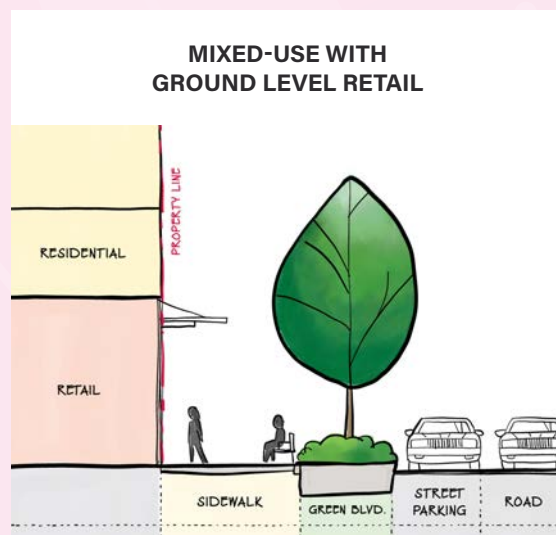 MIXED-USE WITH
GROUND LEVEL RETAIL
PROPERTY LINE
RESIDENTIAL
RETAIL
SIDEWALK
GREEN BLVD.
STREET
PARKING
ROAD